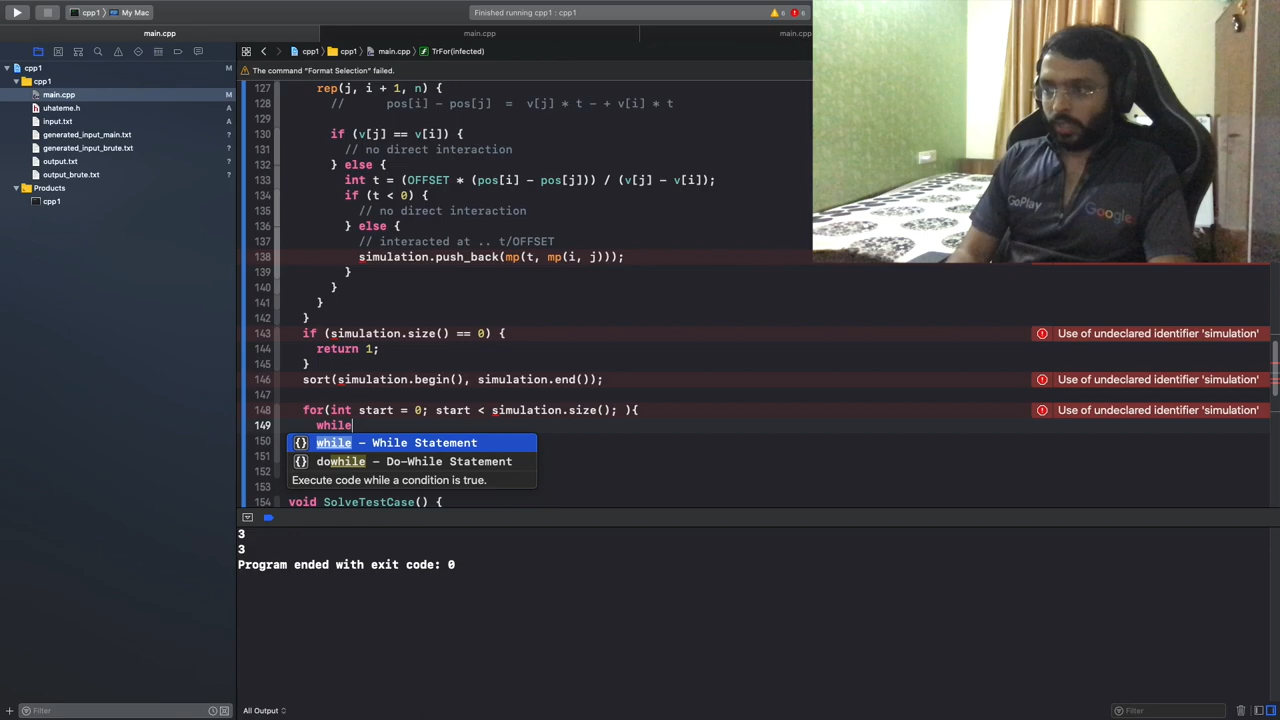 cpp1
My Mac
Finished running cpp1 : cpp1
6
6
main.cpp
main.cpp
main.cpp
cpp1
cpp1
main.cpp
TrFor(infected)
The command "Format Selection" failed.
cpp1
cpp1
main.cpp
M
uhateme.h
A
input.txt
A
generated_input_main.txt
?
generated_input_brute.txt
?
output.txt
?
output_brute.txt
?
Products
cpp1
127 rep(j, i + 1, n) {
128 // pos[i] - pos[j] = v[j] * t - + v[i] * t
129
130 if (v[j] == v[i]) {
131 // no direct interaction
132 } else {
133 int t = (OFFSET * (pos[i] - pos[j])) / (v[j] - v[i]);
134 if (t < 0) {
135 // no direct interaction
136 } else {
137 // interacted at .. t/OFFSET
138 simulation.push_back(mp(t, mp(i, j)));
139 }
140 }
141 }
142 }
143 if (simulation.size() == 0) {
Use of undeclared identifier 'simulation'
144 return 1;
145 }
146 sort(simulation.begin(), simulation.end());
Use of undeclared identifier 'simulation'
147
148 for(int start = 0; start < simulation.size(); ){
Use of undeclared identifier 'simulation'
149 while
150
{} while – While Statement
151
{} dowhile – Do-While Statement
152
Execute code while a condition is true.
153
154 void SolveTestCase() {
3
3
Program ended with exit code: 0
Filter
All Output
Filter
GoPlay
Google